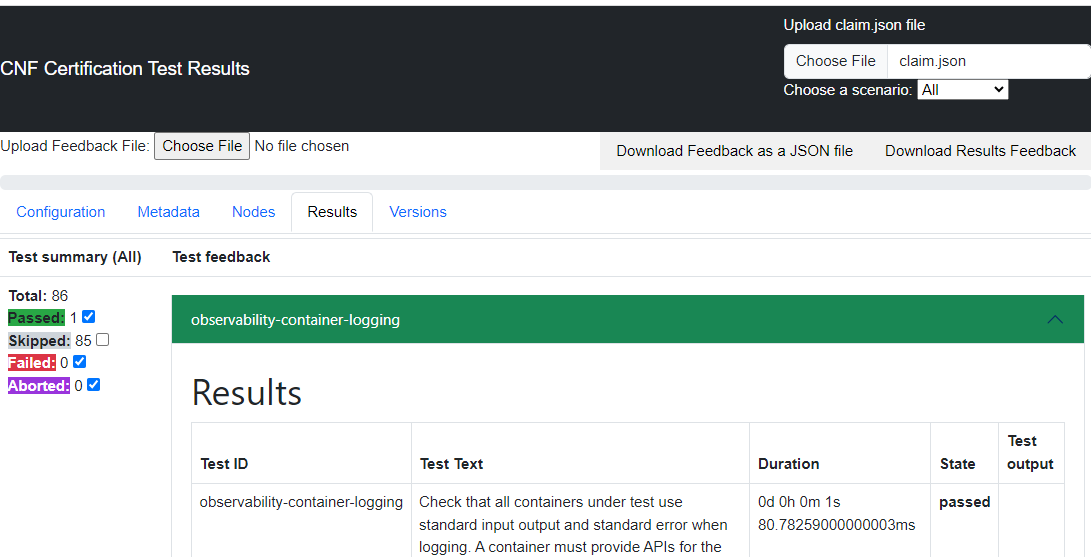 Upload claim.json file
CNF Certification Test Results
Choose File claim.json
Choose a scenario: All
Upload Feedback File: Choose File No file chosen
Download Feedback as a JSON file Download Results Feedback
Configuration Metadata Nodes Results Versions
Test summary (All) Test feedback
Total: 86
Passed: 1
Skipped: 85
Failed: 0
Aborted: 0
observability-container-logging
Results
Test ID Test Text Duration State Test output
observability-container-logging
Check that all containers under test use
standard input output and standard error when
logging. A container must provide APIs for the
0d 0h 0m 1s
80.78259000000003ms
passed